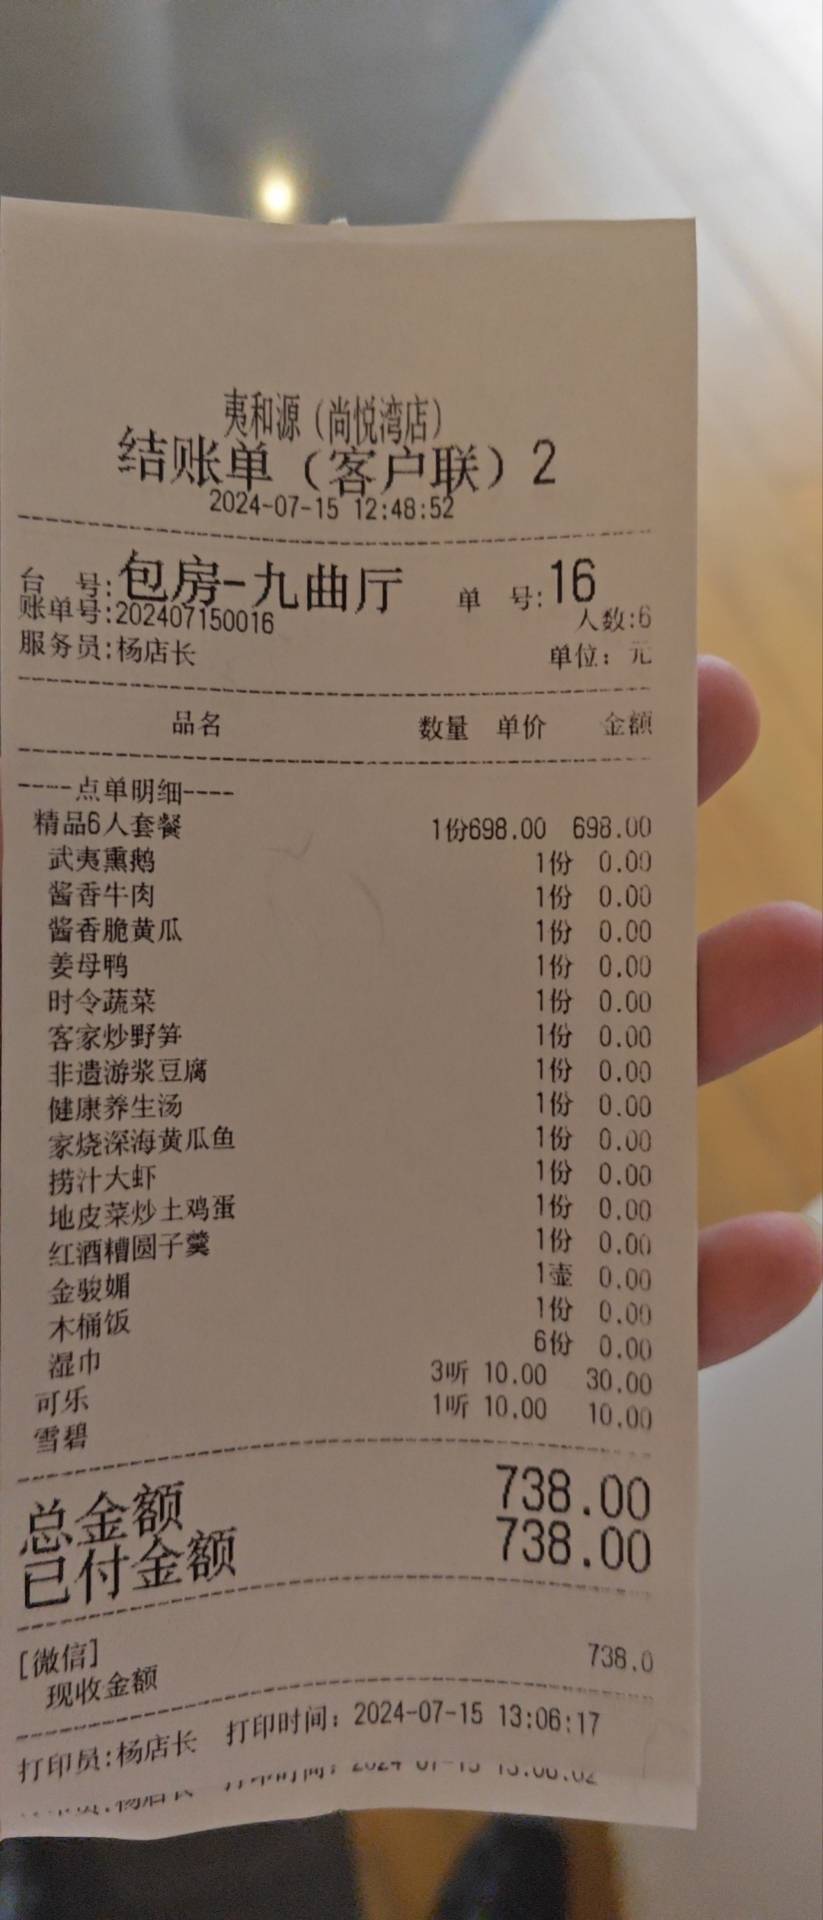 夷和源（尚悦湾店）
结账单（客户联）2
2024-07-15 12:48:52
台 号:包房-九曲厅 单 号:16
账单号:202407150016 人数:6
服务员:杨店长 单位: 元
品名 数量 单价 金额
----点单明细----
精品6人套餐 1份698.00 698.00
武夷熏鹅 1份 0.00
酱香牛肉 1份 0.00
酱香脆黄瓜 1份 0.00
姜母鸭 1份 0.00
时令蔬菜 1份 0.00
客家炒野笋 1份 0.00
非遗游浆豆腐 1份 0.00
健康养生汤 1份 0.00
家烧深海黄瓜鱼 1份 0.00
捞汁大虾 1份 0.00
地皮菜炒土鸡蛋 1份 0.00
红酒糟圆子羹 1份 0.00
金骏媚 1壶 0.00
木桶饭 1份 0.00
湿巾 6份 0.00
可乐 3听 10.00 30.00
雪碧 1听 10.00 10.00
总金额 738.00
已付金额 738.00
[微信]
现收金额 738.0
打印员:杨店长 打印时间: 2024-07-15 13:06:17